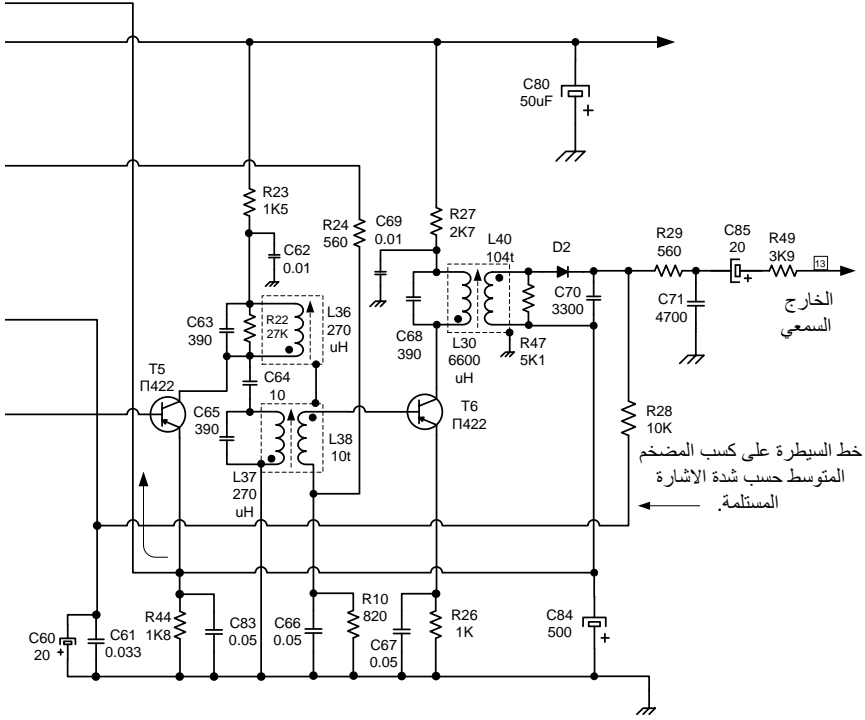 C80
50uF
R23
1K5
R24
560
C69
0.01
R27
2K7
C62
0.01
L40
104t
D2
R29
560
C85
20
R49
3K9
13
الخارج
السمعي
C63
390
R22
27K
L36
270
uH
C68
390
L30
6600
uH
R47
5K1
C70
3300
C71
4700
T5
П422
C64
10
C65
390
L38
10t
L37
270
uH
T6
П422
R28
10K
خط السيطرة على كسب المضخم
المتوسط حسب شدة الاشارة
المستلمة.
C60
20
C61
0.033
R44
1K8
C83
0.05
C66
0.05
R10
820
C67
0.05
R26
1K
C84
500
+
+
+
+